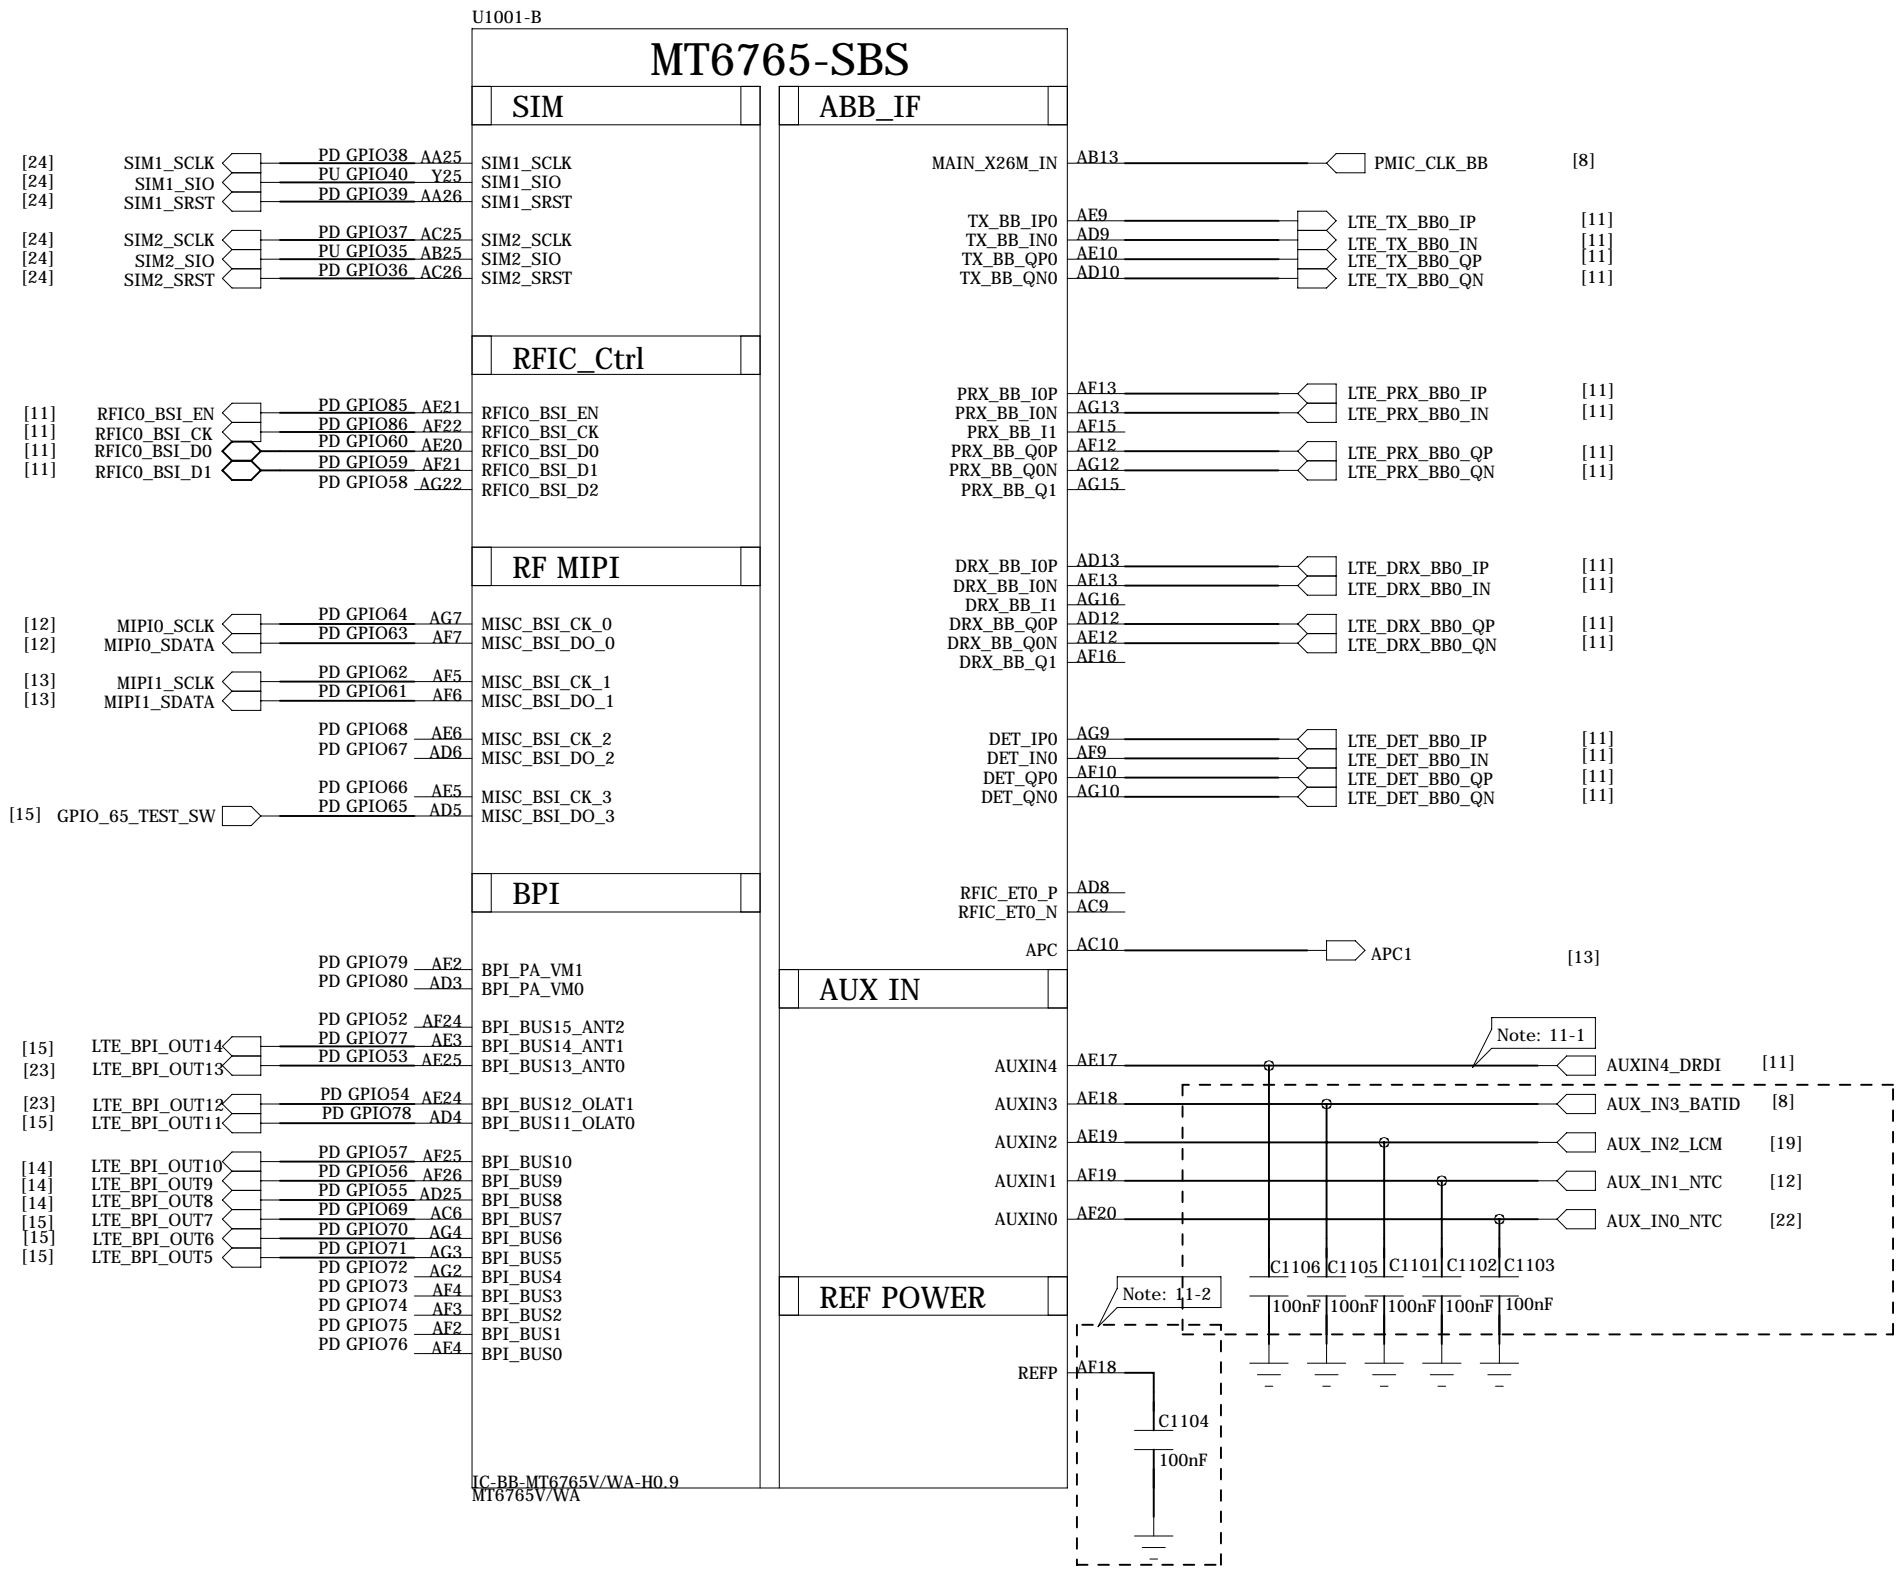 U1001-B
MT6765-SBS
SIM
[24] SIM1_SCLK PD GPIO38 AA25 SIM1_SCLK
[24] SIM1_SIO PU GPIO40 Y25 SIM1_SIO
[24] SIM1_SRST PD GPIO39 AA26 SIM1_SRST
[24] SIM2_SCLK PD GPIO37 AC25 SIM2_SCLK
[24] SIM2_SIO PU GPIO35 AB25 SIM2_SIO
[24] SIM2_SRST PD GPIO36 AC26 SIM2_SRST
RFIC_Ctrl
[11] RFIC0_BSI_EN PD GPIO85 AE21 RFIC0_BSI_EN
[11] RFIC0_BSI_CK PD GPIO86 AF22 RFIC0_BSI_CK
[11] RFIC0_BSI_D0 PD GPIO60 AE20 RFIC0_BSI_D0
[11] RFIC0_BSI_D1 PD GPIO59 AF21 RFIC0_BSI_D1
PD GPIO58 AG22 RFIC0_BSI_D2
RF MIPI
[12] MIPI0_SCLK PD GPIO64 AG7 MISC_BSI_CK_0
[12] MIPI0_SDATA PD GPIO63 AF7 MISC_BSI_DO_0
[13] MIPI1_SCLK PD GPIO62 AF5 MISC_BSI_CK_1
[13] MIPI1_SDATA PD GPIO61 AF6 MISC_BSI_DO_1
PD GPIO68 AE6 MISC_BSI_CK_2
PD GPIO67 AD6 MISC_BSI_DO_2
PD GPIO66 AE5 MISC_BSI_CK_3
[15] GPIO_65_TEST_SW PD GPIO65 AD5 MISC_BSI_DO_3
BPI
PD GPIO79 AE2 BPI_PA_VM1
PD GPIO80 AD3 BPI_PA_VM0
PD GPIO52 AF24 BPI_BUS15_ANT2
[15] LTE_BPI_OUT14 PD GPIO77 AE3 BPI_BUS14_ANT1
[23] LTE_BPI_OUT13 PD GPIO53 AE25 BPI_BUS13_ANT0
[23] LTE_BPI_OUT12 PD GPIO54 AE24 BPI_BUS12_OLAT1
[15] LTE_BPI_OUT11 PD GPIO78 AD4 BPI_BUS11_OLAT0
[14] LTE_BPI_OUT10 PD GPIO57 AF25 BPI_BUS10
[14] LTE_BPI_OUT9 PD GPIO56 AF26 BPI_BUS9
[14] LTE_BPI_OUT8 PD GPIO55 AD25 BPI_BUS8
[15] LTE_BPI_OUT7 PD GPIO69 AC6 BPI_BUS7
[15] LTE_BPI_OUT6 PD GPIO70 AG4 BPI_BUS6
[15] LTE_BPI_OUT5 PD GPIO71 AG3 BPI_BUS5
PD GPIO72 AG2 BPI_BUS4
PD GPIO73 AF4 BPI_BUS3
PD GPIO74 AF3 BPI_BUS2
PD GPIO75 AF2 BPI_BUS1
PD GPIO76 AE4 BPI_BUS0
IC-BB-MT6765V/WA-H0.9
MT6765V/WA
ABB_IF
MAIN_X26M_IN AB13 PMIC_CLK_BB [8]
TX_BB_IP0 AE9 LTE_TX_BB0_IP [11]
TX_BB_IN0 AD9 LTE_TX_BB0_IN [11]
TX_BB_QP0 AE10 LTE_TX_BB0_QP [11]
TX_BB_QN0 AD10 LTE_TX_BB0_QN [11]
PRX_BB_I0P AF13 LTE_PRX_BB0_IP [11]
PRX_BB_I0N AG13 LTE_PRX_BB0_IN [11]
PRX_BB_I1 AF15
PRX_BB_Q0P AF12 LTE_PRX_BB0_QP [11]
PRX_BB_Q0N AG12 LTE_PRX_BB0_QN [11]
PRX_BB_Q1 AG15
DRX_BB_I0P AD13 LTE_DRX_BB0_IP [11]
DRX_BB_I0N AE13 LTE_DRX_BB0_IN [11]
DRX_BB_I1 AG16
DRX_BB_Q0P AD12 LTE_DRX_BB0_QP [11]
DRX_BB_Q0N AE12 LTE_DRX_BB0_QN [11]
DRX_BB_Q1 AF16
DET_IP0 AG9 LTE_DET_BB0_IP [11]
DET_IN0 AF9 LTE_DET_BB0_IN [11]
DET_QP0 AF10 LTE_DET_BB0_QP [11]
DET_QN0 AG10 LTE_DET_BB0_QN [11]
RFIC_ET0_P AD8
RFIC_ET0_N AC9
APC AC10 APC1 [13]
AUX IN
Note: 11-1
AUXIN4 AE17 AUXIN4_DRDI [11]
AUXIN3 AE18 AUX_IN3_BATID [8]
AUXIN2 AE19 AUX_IN2_LCM [19]
AUXIN1 AF19 AUX_IN1_NTC [12]
AUXIN0 AF20 AUX_IN0_NTC [22]
C1106 C1105 C1101 C1102 C1103
100nF 100nF 100nF 100nF 100nF
REF POWER
Note: 11-2
REFP AF18
C1104
100nF